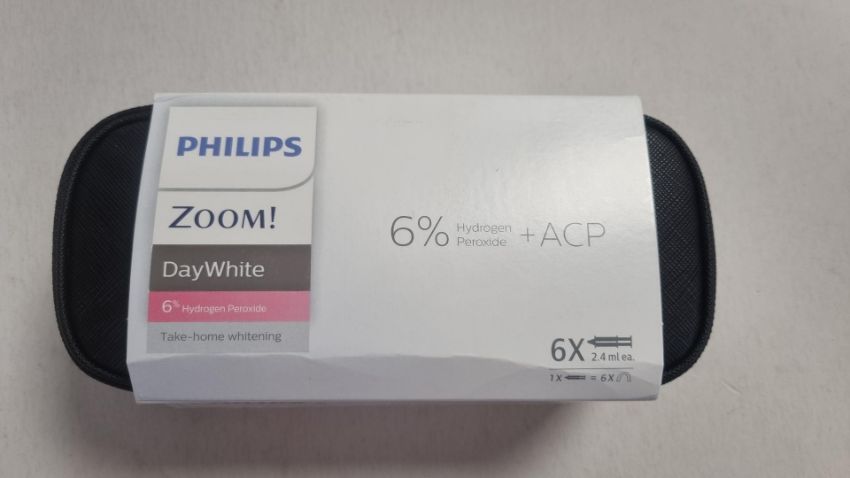 PHILIPS
ZOOM!
DayWhite
6% Hydrogen Peroxide
Take-home whitening
6% Hydrogen
Peroxide + ACP
6X 2.4 ml ea.
1X = 6X